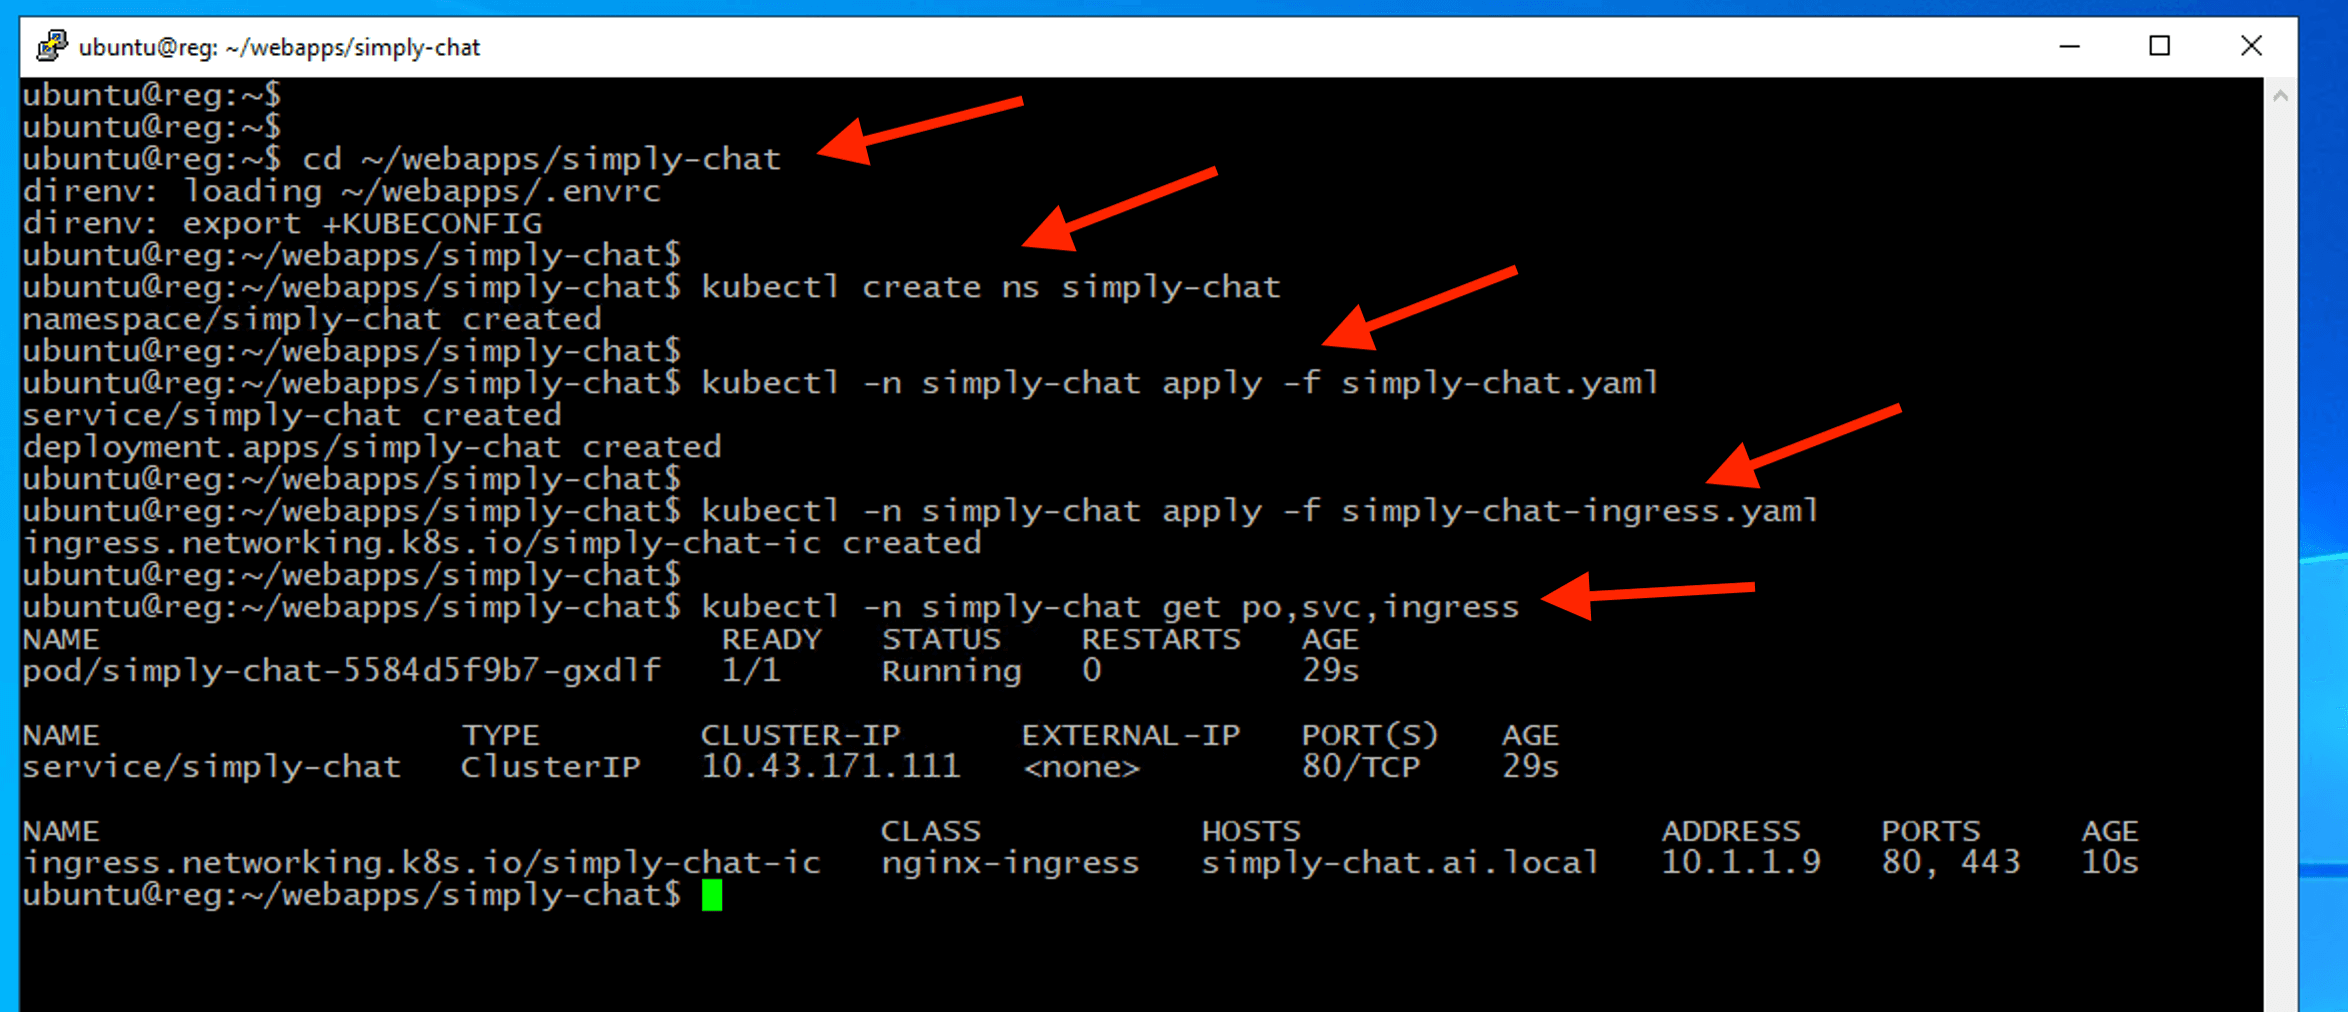 ubuntu@reg: ~/webapps/simply-chat
ubuntu@reg:~$
ubuntu@reg:~$
ubuntu@reg:~$ cd ~/webapps/simply-chat
direnv: loading ~/webapps/.envrc
direnv: export +KUBECONFIG
ubuntu@reg:~/webapps/simply-chat$
ubuntu@reg:~/webapps/simply-chat$ kubectl create ns simply-chat
namespace/simply-chat created
ubuntu@reg:~/webapps/simply-chat$
ubuntu@reg:~/webapps/simply-chat$ kubectl -n simply-chat apply -f simply-chat.yaml
service/simply-chat created
deployment.apps/simply-chat created
ubuntu@reg:~/webapps/simply-chat$
ubuntu@reg:~/webapps/simply-chat$ kubectl -n simply-chat apply -f simply-chat-ingress.yaml
ingress.networking.k8s.io/simply-chat-ic created
ubuntu@reg:~/webapps/simply-chat$
ubuntu@reg:~/webapps/simply-chat$ kubectl -n simply-chat get po,svc,ingress
NAME READY STATUS RESTARTS AGE
pod/simply-chat-5584d5f9b7-gxdlf 1/1 Running 0 29s
NAME TYPE CLUSTER-IP EXTERNAL-IP PORT(S) AGE
service/simply-chat ClusterIP 10.43.171.111 <none> 80/TCP 29s
NAME CLASS HOSTS ADDRESS PORTS AGE
ingress.networking.k8s.io/simply-chat-ic nginx-ingress simply-chat.ai.local 10.1.1.9 80, 443 10s
ubuntu@reg:~/webapps/simply-chat$